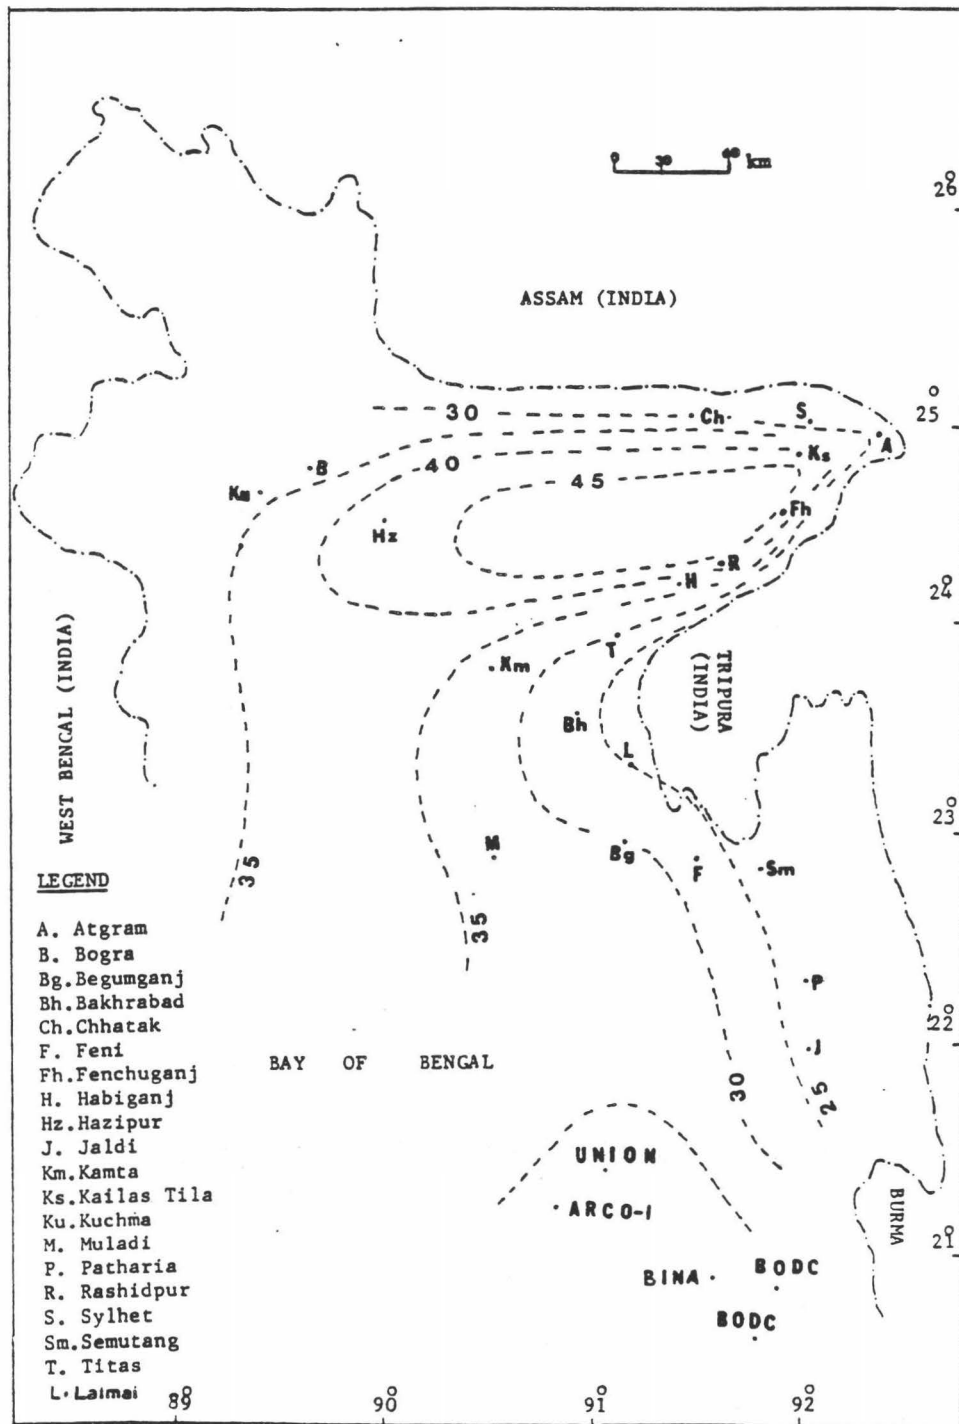 0 30 60 km
26°
ASSAM (INDIA)
25°
30
Ch
S
A
Ks
40
45
B
Ku
Hz
Fh
R
H
24°
T
Km
TRIPURA
(INDIA)
WEST BENGAL (INDIA)
Bh
L
23°
M
Bg
F
Sm
35
35
P
22°
J
BAY OF BENGAL
30
25
UNION
ARCO-1
BURMA
21°
BINA
BODC
BODC
LEGEND
A. Atgram
B. Bogra
Bg.Begumganj
Bh.Bakhrabad
Ch.Chhatak
F. Feni
Fh.Fenchuganj
H. Habiganj
Hz.Hazipur
J. Jaldi
Km.Kamta
Ks.Kailas Tila
Ku.Kuchma
M. Muladi
P. Patharia
R. Rashidpur
S. Sylhet
Sm.Semutang
T. Titas
L.Lalmai
89° 90° 91° 92°